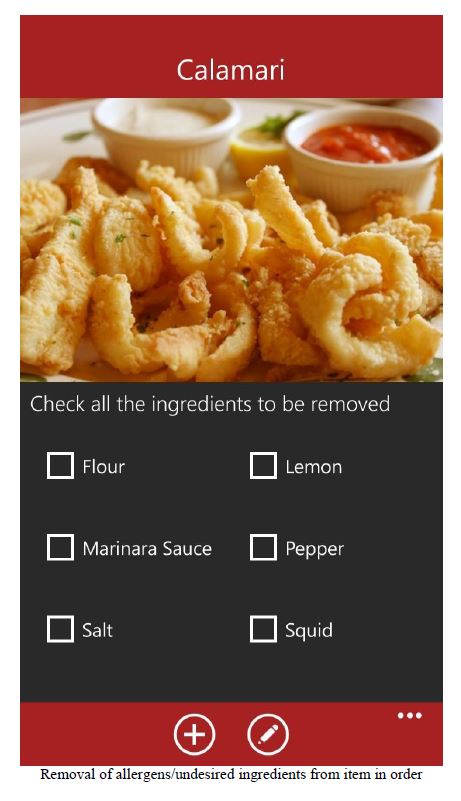 Calamari
Check all the ingredients to be removed
Flour
Lemon
Marinara Sauce
Pepper
Salt
Squid
Removal of allergens/undesired ingredients from item in order